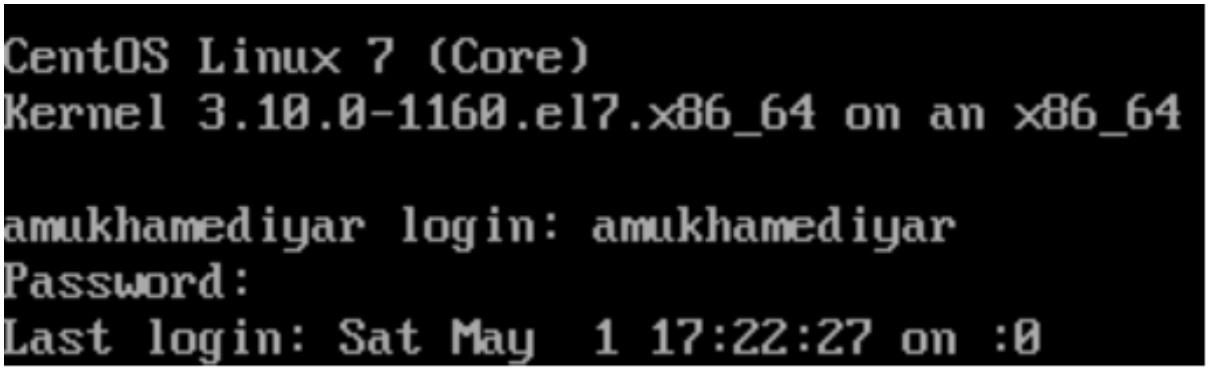 CentOS Linux 7 (Core)
Kernel 3.10.0-1160.el7.x86_64 on an x86_64
amukhamediyar login: amukhamediyar
Password:
Last login: Sat May  1 17:22:27 on :0